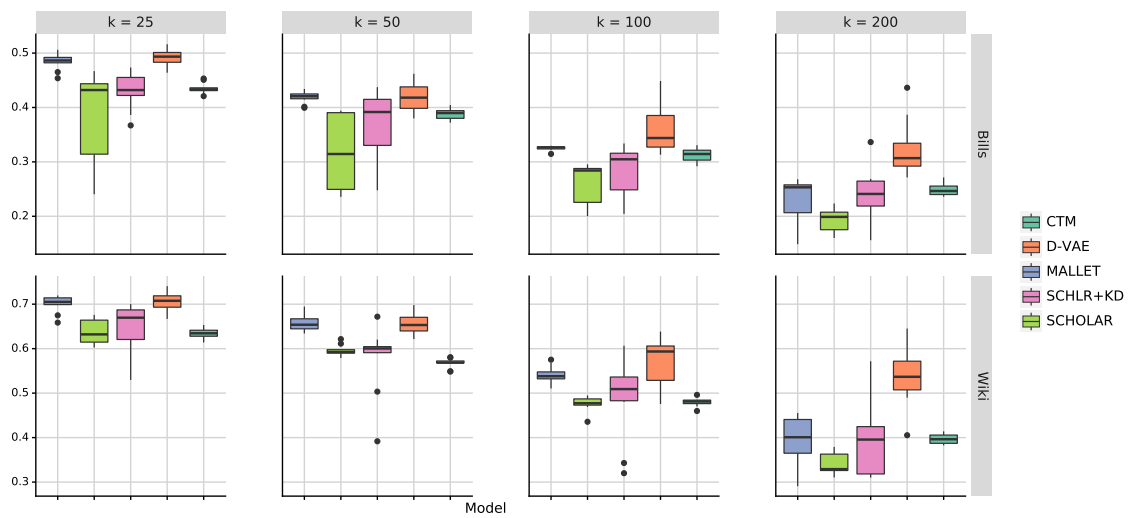 k = 25
k = 50
k = 100
k = 200
0.5
0.4
0.3
0.2
Bills
0.7
0.6
0.5
0.4
0.3
Wiki
Model
CTM
D-VAE
MALLET
SCHLR+KD
SCHOLAR